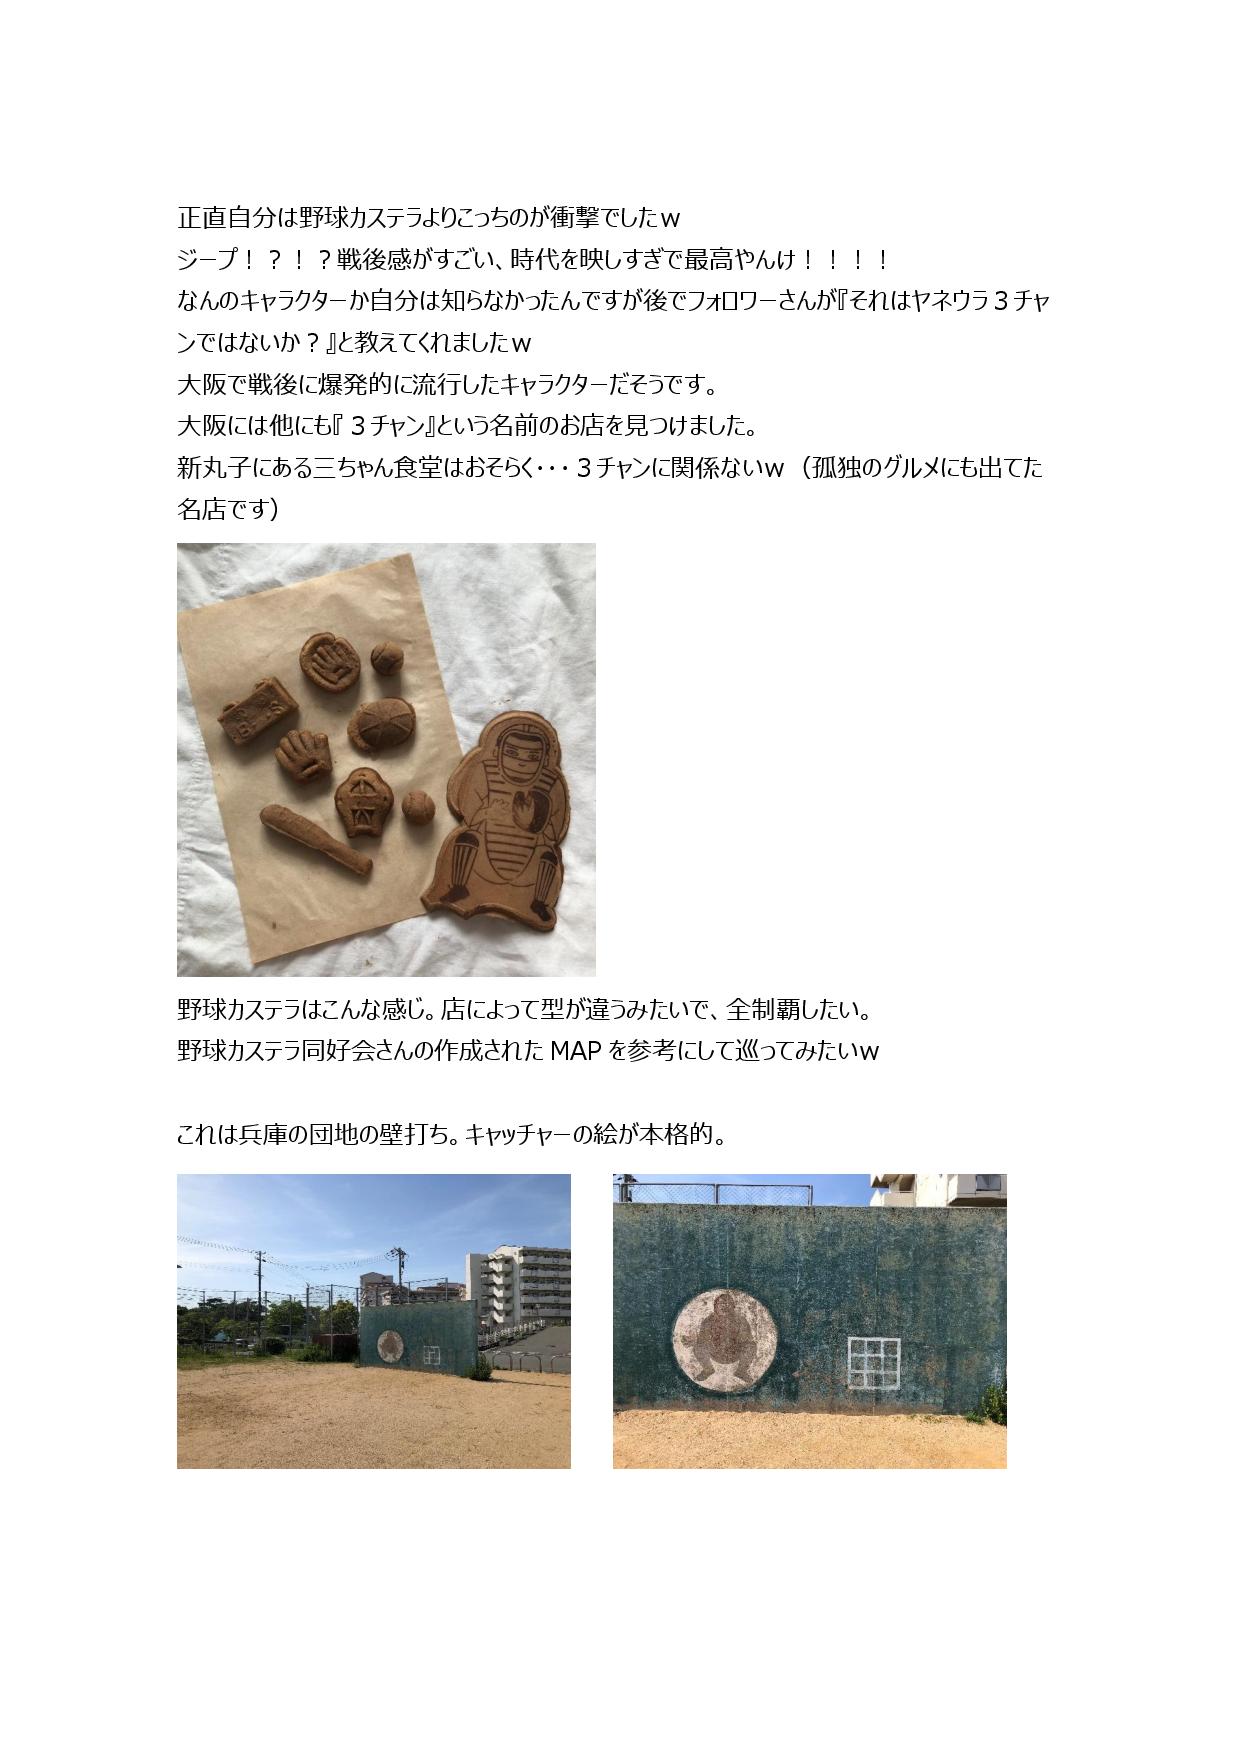 正直自分は野球カステラよりこっちのが衝撃でしたｗ
ジープ！？！？戦後感がすごい、時代を映しすぎで最高やんけ！！！！
なんのキャラクターか自分は知らなかったんですが後でフォロワーさんが『それはヤネウラ３チャ
ンではないか？』と教えてくれましたｗ
大阪で戦後に爆発的に流行したキャラクターだそうです。
大阪には他にも『３チャン』という名前のお店を見つけました。
新丸子にある三ちゃん食堂はおそらく・・・３チャンに関係ないｗ（孤独のグルメにも出てた
名店です）
野球カステラはこんな感じ。店によって型が違うみたいで、全制覇したい。
野球カステラ同好会さんの作成された MAP を参考にして巡ってみたいｗ
これは兵庫の団地の壁打ち。キャッチャーの絵が本格的。